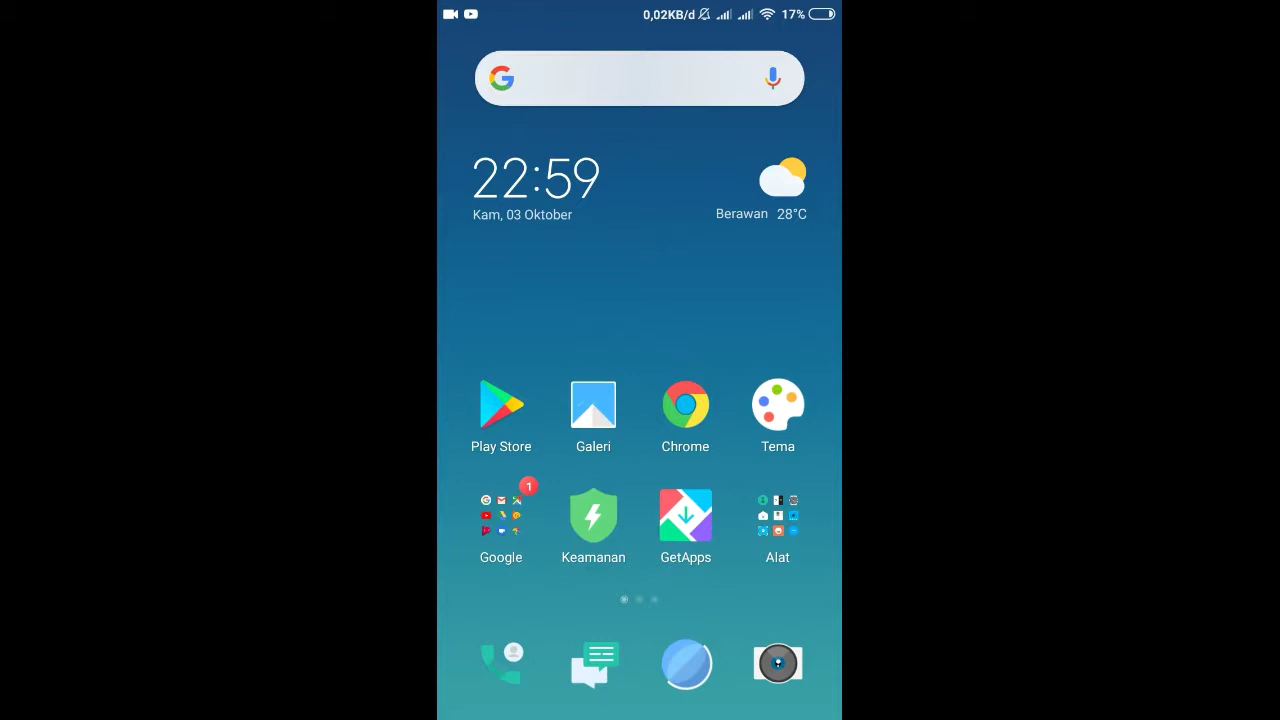 0,02KB/d 17%
22:59
Kam, 03 Oktober
Berawan 28°C
Play Store Galeri Chrome Tema
1
Google Keamanan GetApps Alat